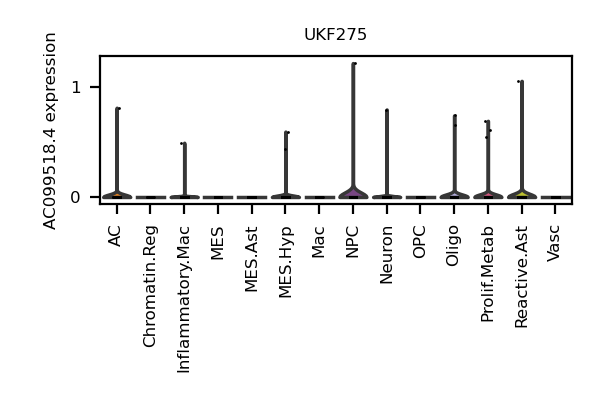 UKF275
AC099518.4 expression
1
0
AC
Chromatin.Reg
Inflammatory.Mac
MES
MES.Ast
MES.Hyp
Mac
NPC
Neuron
OPC
Oligo
Prolif.Metab
Reactive.Ast
Vasc